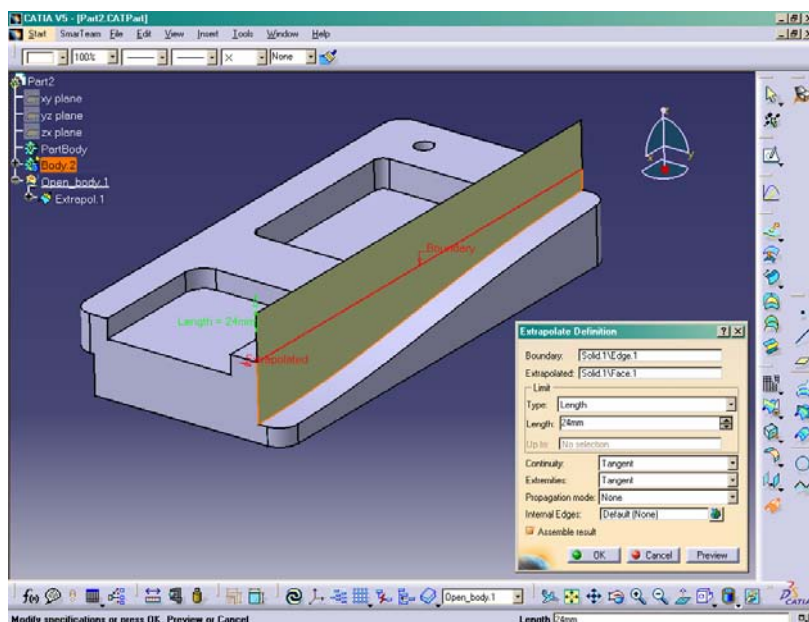 CATIA V5 - [Part2.CATPart]
Start SmarTeam File Edit View Insert Tools Window Help
100% None
Part2
xy plane
yz plane
zx plane
PartBody
Body.2
Open_body.1
Extrapol.1
Boundary
Length = 24mm
Extrapolated
Extrapolate Definition
Boundary: Solid.1\Edge.1
Extrapolated: Solid.1\Face.1
Limit
Type: Length
Length: 24mm
Up to: No selection
Continuity: Tangent
Extremities: Tangent
Propagation mode: None
Internal Edges: Default (None)
Assemble result
OK Cancel Preview
f(x) Open_body.1 CATIA
Modify specifications or press OK, Preview or Cancel Length 24mm